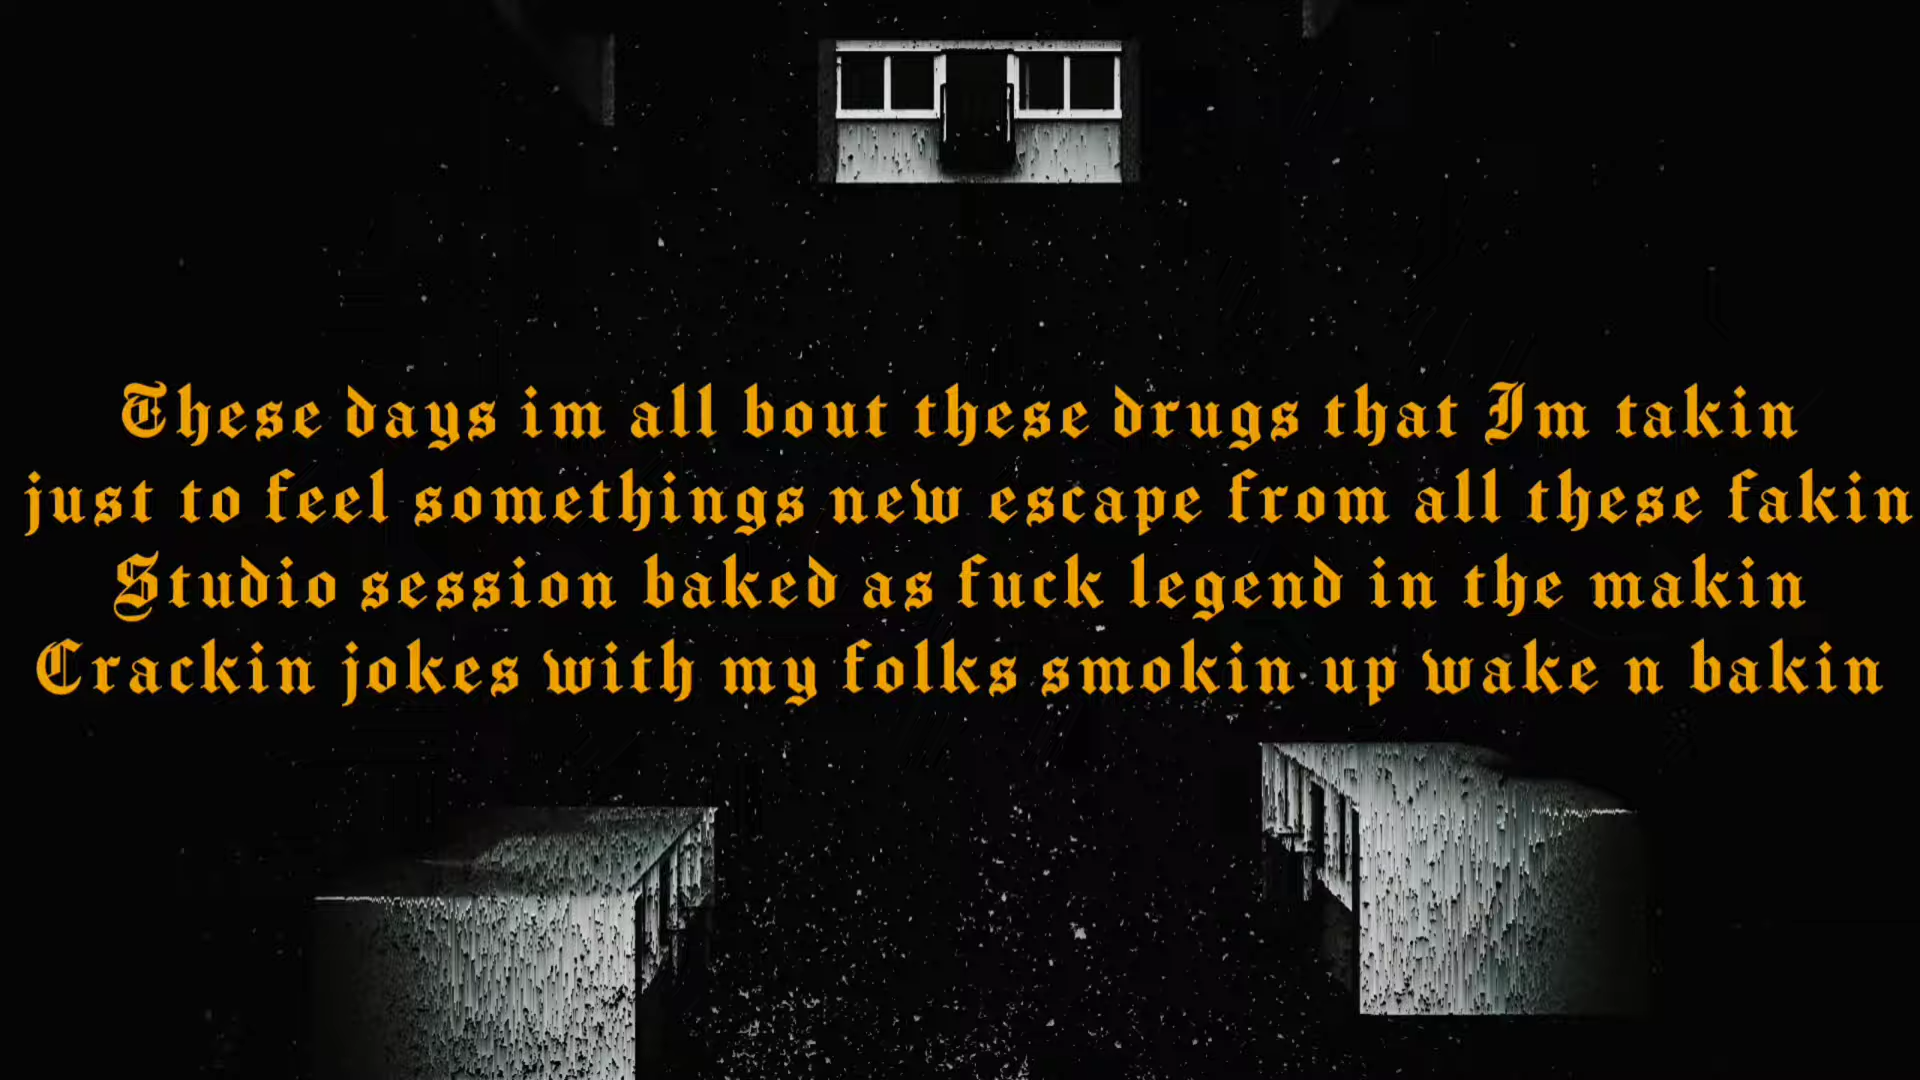 These days im all bout these drugs that Im takin
just to feel somethings new escape from all these fakin
Studio session baked as fuck legend in the makin
Crackin jokes with my folks smokin up wake n bakin